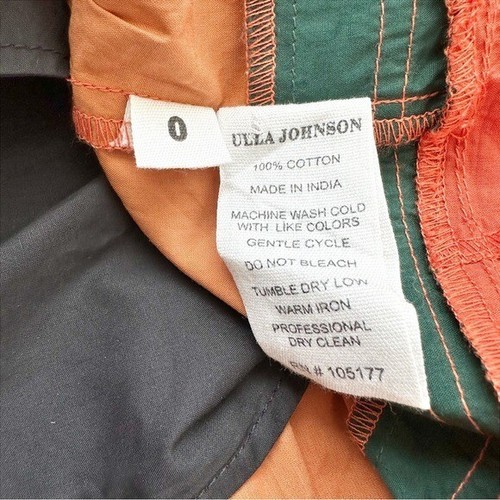 0
ULLA JOHNSON
100% COTTON
MADE IN INDIA
MACHINE WASH COLD
WITH LIKE COLORS
GENTLE CYCLE
DO NOT BLEACH
TUMBLE DRY LOW
WARM IRON
PROFESSIONAL
DRY CLEAN
RN# 105177